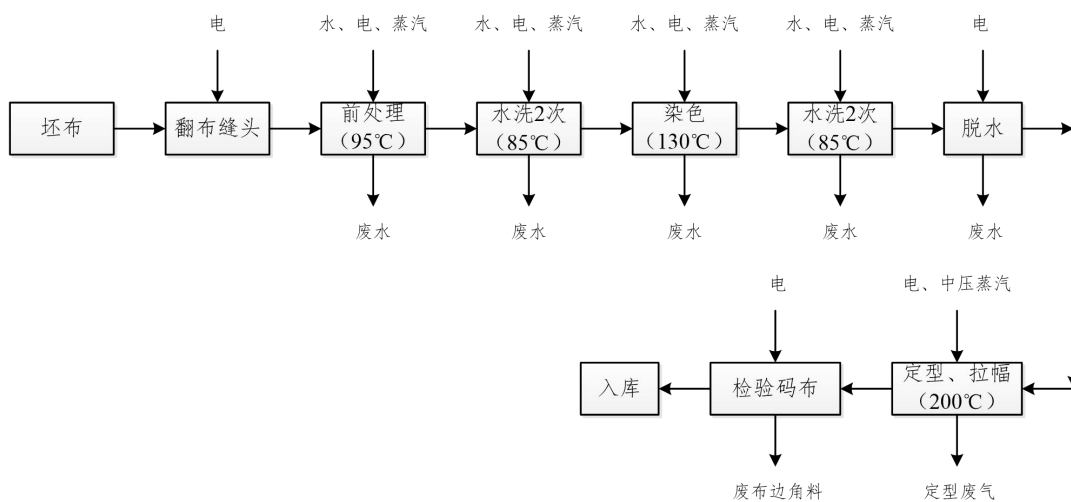 电
水、电、蒸汽
水、电、蒸汽
水、电、蒸汽
水、电、蒸汽
电
坯布
翻布缝头
前处理
（95℃）
水洗2次
（85℃）
染色
（130℃）
水洗2次
（85℃）
脱水
废水
废水
废水
废水
废水
电
电、中压蒸汽
入库
检验码布
定型、拉幅
（200℃）
废布边角料
定型废气